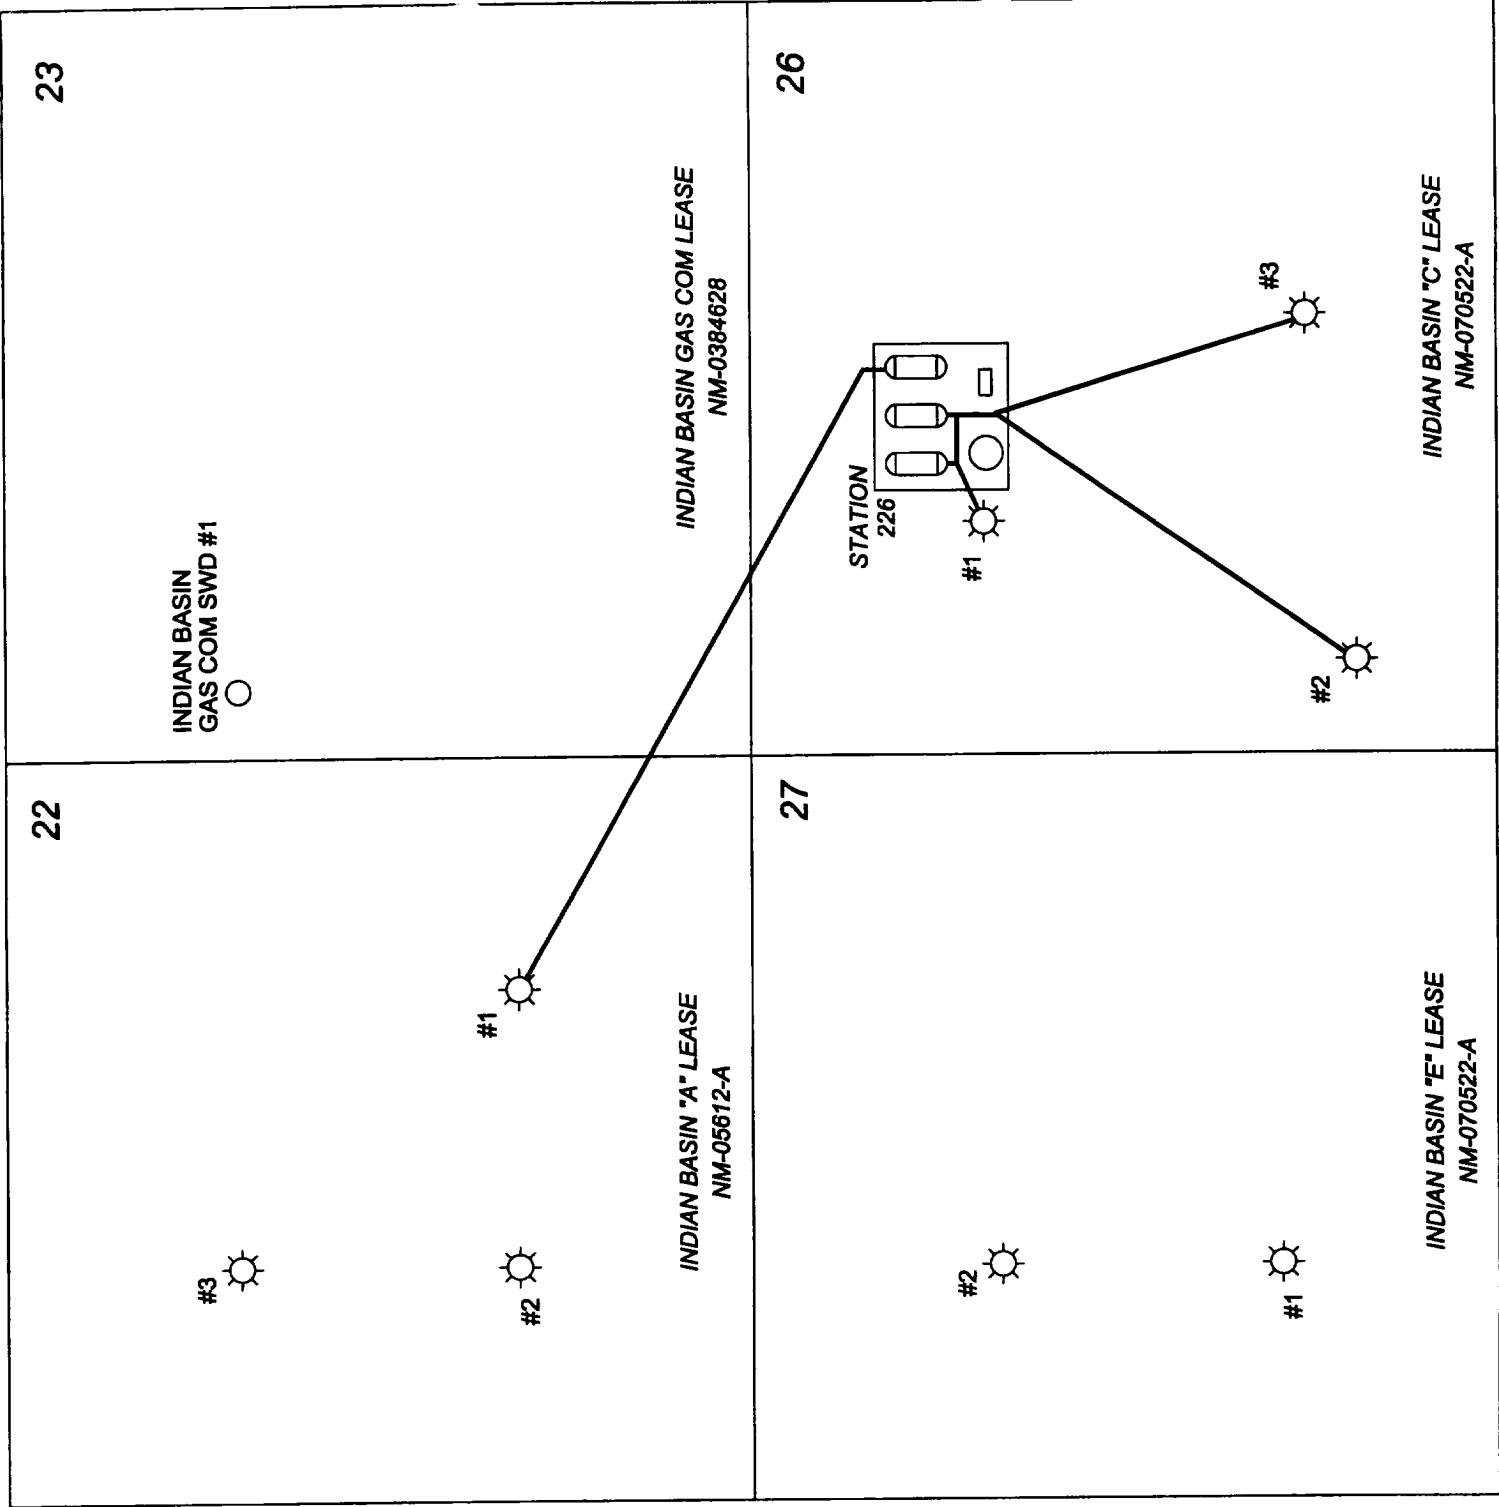 22
#3
#2
#1
INDIAN BASIN "A" LEASE
NM-05612-A
23
INDIAN BASIN
GAS COM SWD #1
INDIAN BASIN GAS COM LEASE
NM-0384628
27
#2
#1
INDIAN BASIN "E" LEASE
NM-070522-A
26
STATION
226
#1
#3
#2
INDIAN BASIN "C" LEASE
NM-070522-A